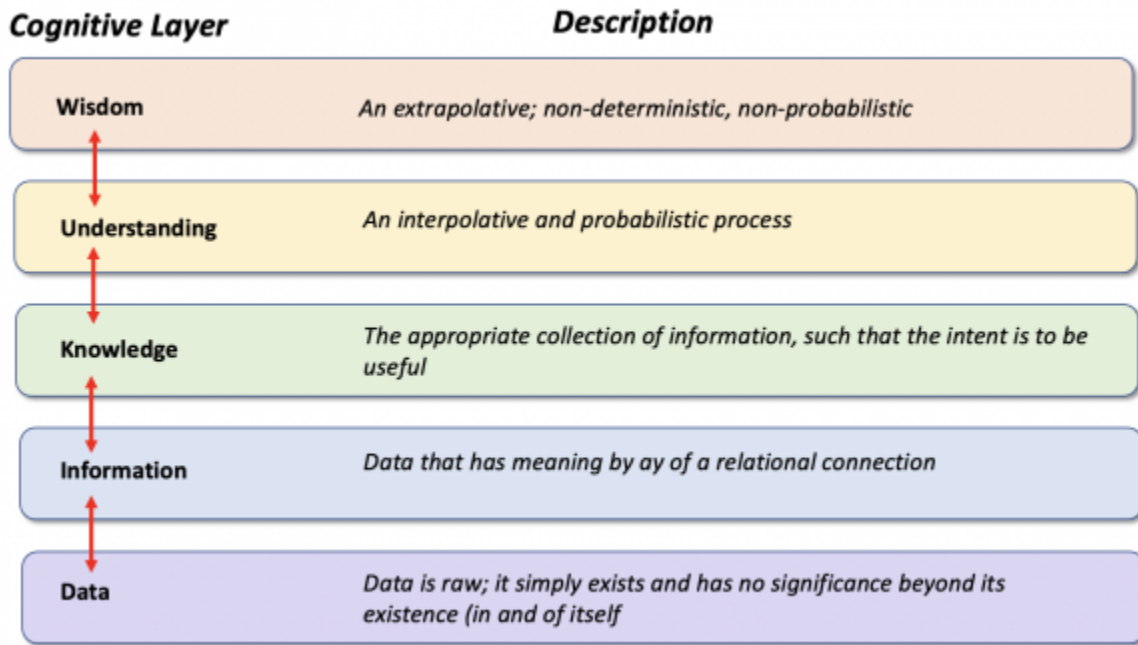 Cognitive Layer Description
Wisdom An extrapolative; non-deterministic, non-probabilistic
Understanding An interpolative and probabilistic process
Knowledge The appropriate collection of information, such that the intent is to be
useful
Information Data that has meaning by ay of a relational connection
Data Data is raw; it simply exists and has no significance beyond its
existence (in and of itself